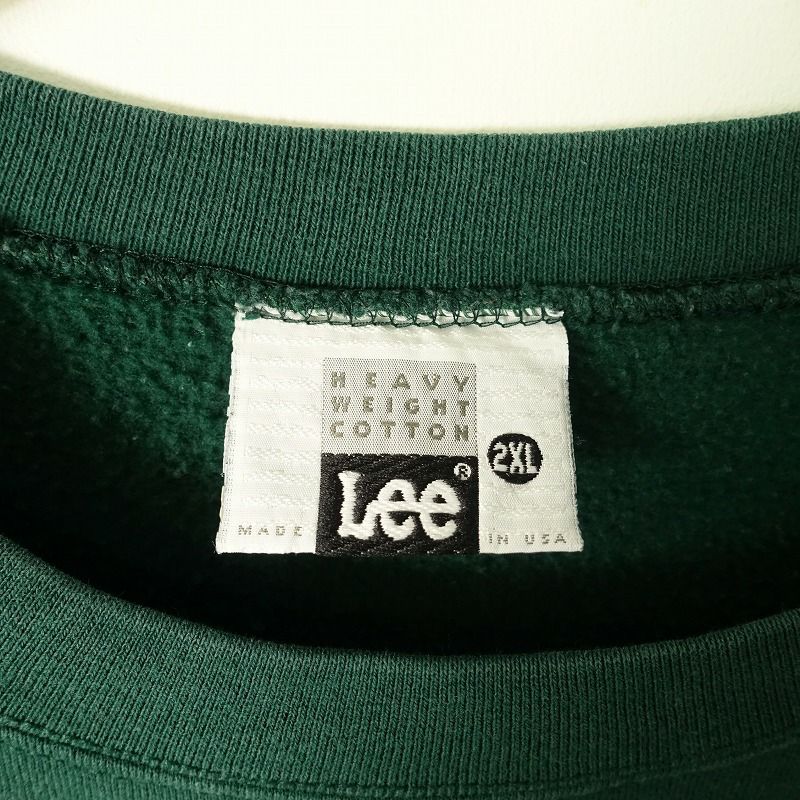 HEAVY
WEIGHT
COTTON
2XL
Lee®
MADE IN USA